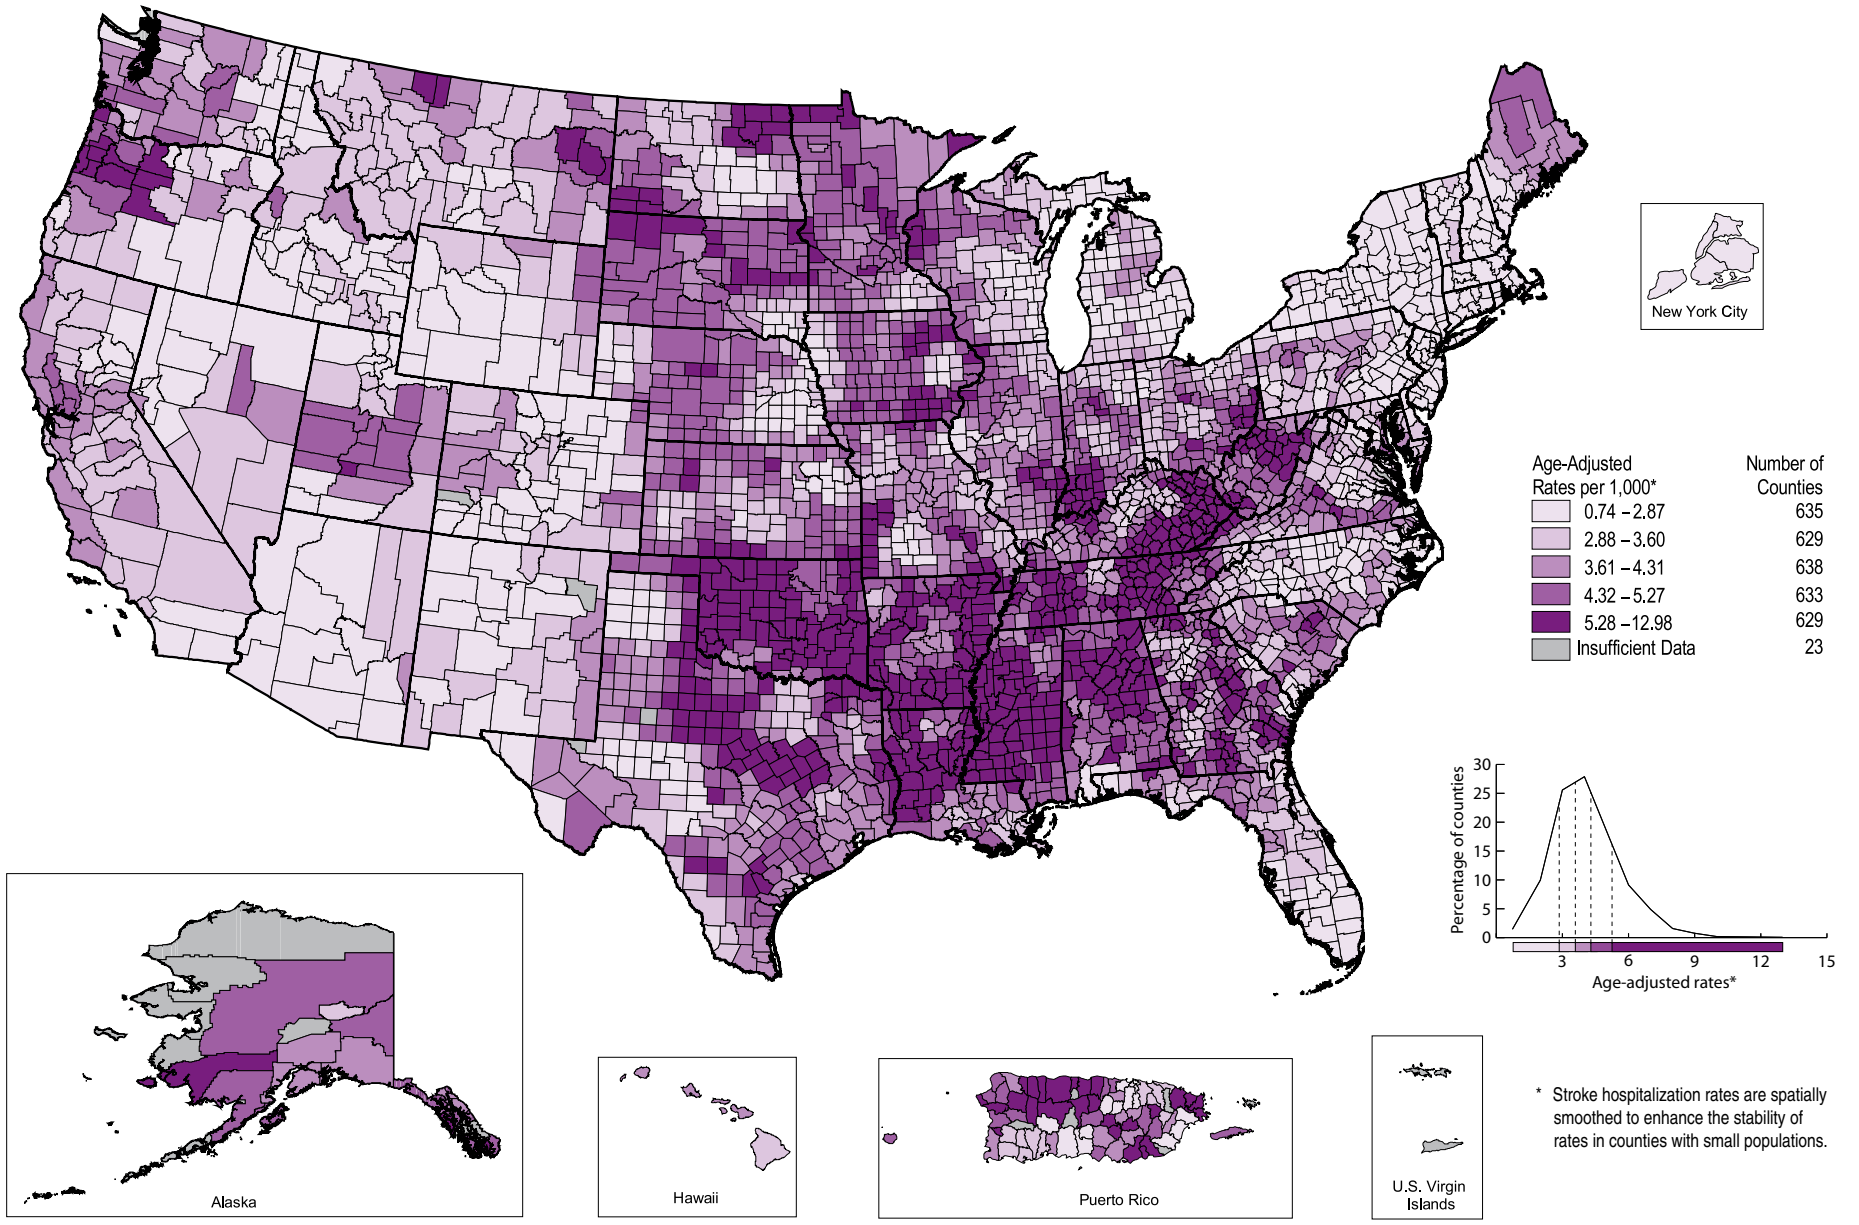 New York City
Age-Adjusted Number of
Rates per 1,000* Counties
0.74 – 2.87 635
2.88 – 3.60 629
3.61 – 4.31 638
4.32 – 5.27 633
5.28 – 12.98 629
Insufficient Data 23
Percentage of counties
30
25
20
15
10
5
0
3 6 9 12 15
Age-adjusted rates*
Alaska
Hawaii
Puerto Rico
U.S. Virgin
Islands
* Stroke hospitalization rates are spatially
smoothed to enhance the stability of
rates in counties with small populations.